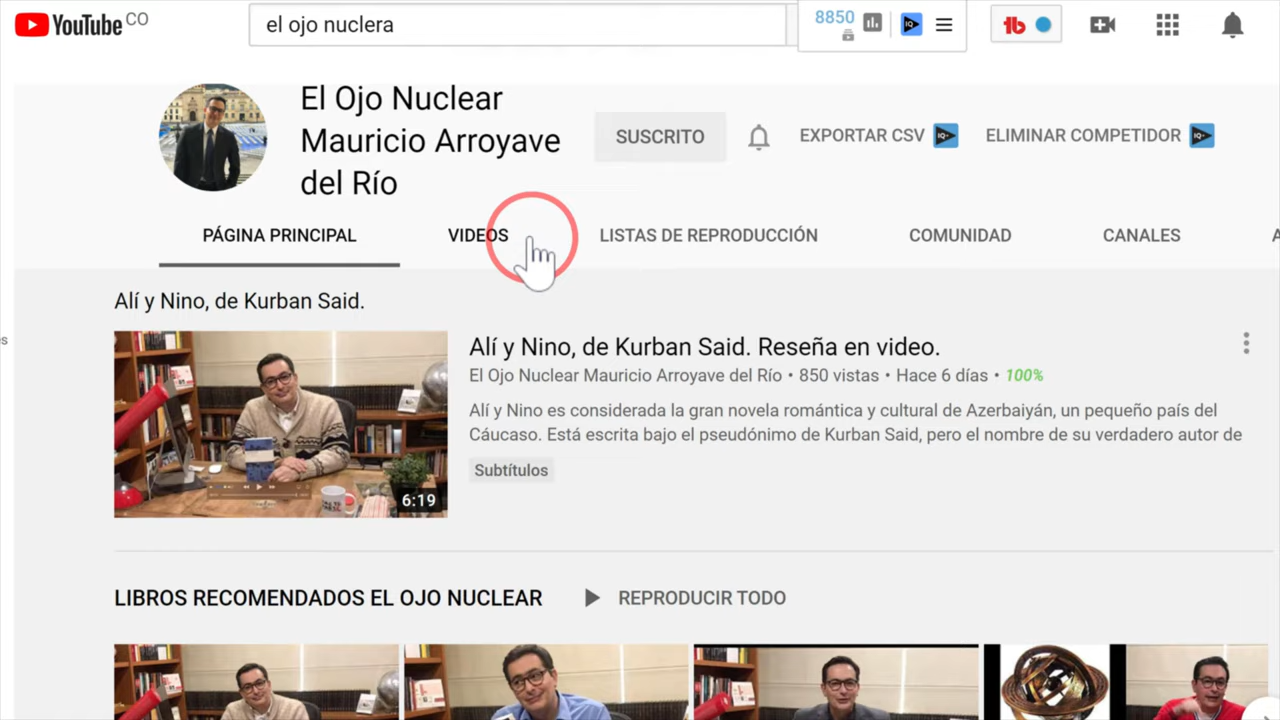 YouTube CO
el ojo nuclera
8850
El Ojo Nuclear
Mauricio Arroyave
del Río
SUSCRITO
EXPORTAR CSV
ELIMINAR COMPETIDOR
PÁGINA PRINCIPAL
VIDEOS
LISTAS DE REPRODUCCIÓN
COMUNIDAD
CANALES
Alí y Nino, de Kurban Said.
6:19
Alí y Nino, de Kurban Said. Reseña en video.
El Ojo Nuclear Mauricio Arroyave del Río • 850 vistas • Hace 6 días • 100%
Alí y Nino es considerada la gran novela romántica y cultural de Azerbaiyán, un pequeño país del
Cáucaso. Está escrita bajo el pseudónimo de Kurban Said, pero el nombre de su verdadero autor de
Subtítulos
LIBROS RECOMENDADOS EL OJO NUCLEAR
REPRODUCIR TODO